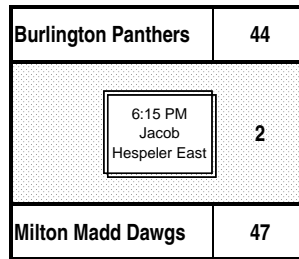 Burlington Panthers 44
6:15 PM
Jacob
Hespeler East
2
Milton Madd Dawgs 47